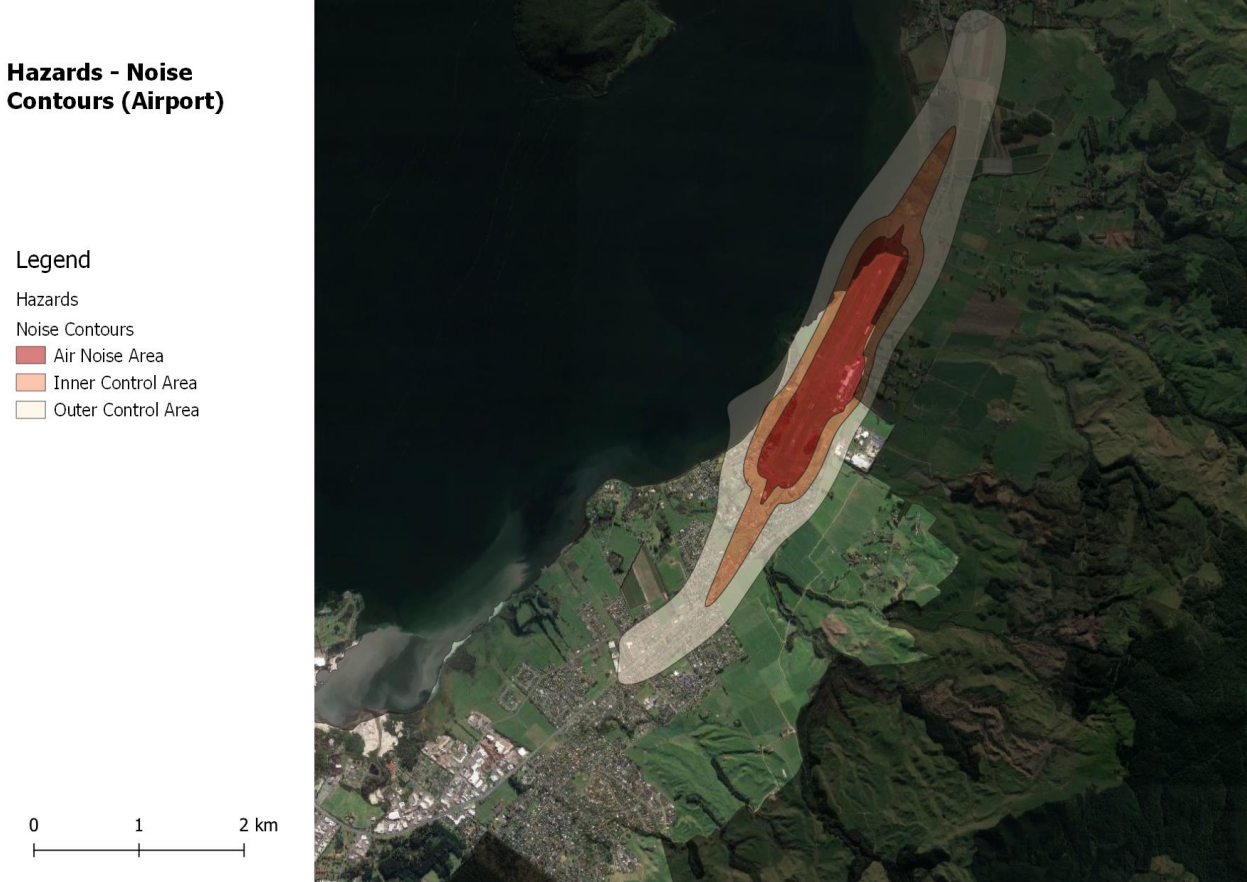 Hazards - Noise
Contours (Airport)
Legend
Hazards
Noise Contours
Air Noise Area
Inner Control Area
Outer Control Area
0 1 2 km